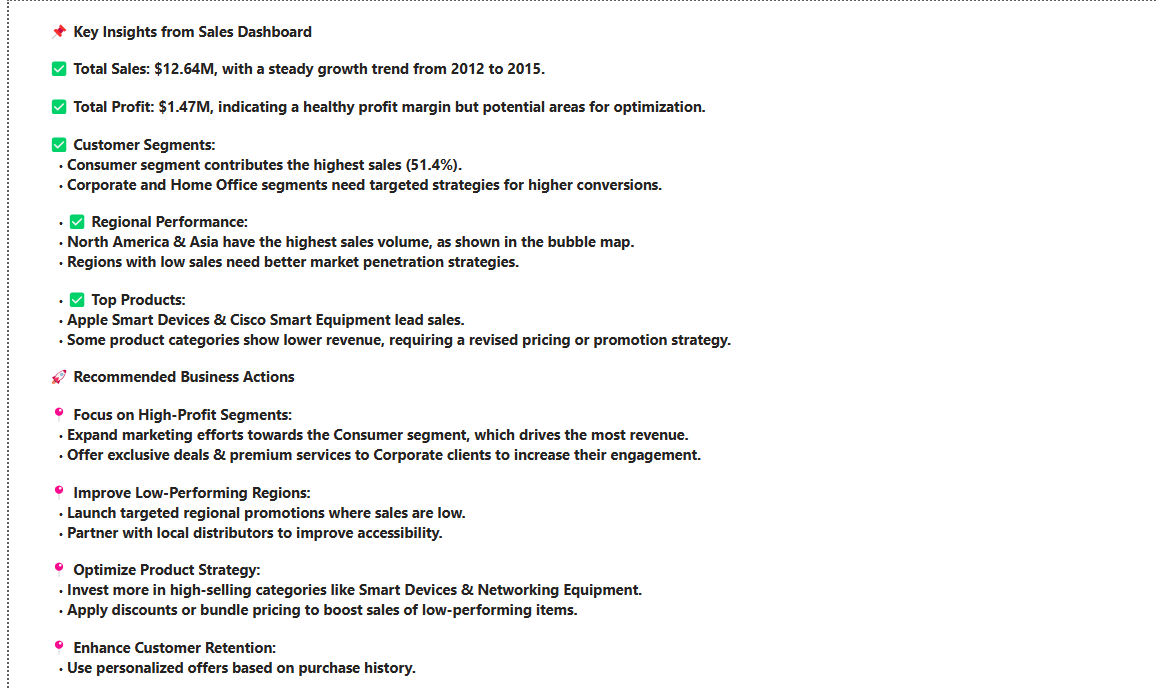 📌 Key Insights from Sales Dashboard
✅ Total Sales: $12.64M, with a steady growth trend from 2012 to 2015.
✅ Total Profit: $1.47M, indicating a healthy profit margin but potential areas for optimization.
✅ Customer Segments:
• Consumer segment contributes the highest sales (51.4%).
• Corporate and Home Office segments need targeted strategies for higher conversions.
• ✅ Regional Performance:
• North America & Asia have the highest sales volume, as shown in the bubble map.
• Regions with low sales need better market penetration strategies.
• ✅ Top Products:
• Apple Smart Devices & Cisco Smart Equipment lead sales.
• Some product categories show lower revenue, requiring a revised pricing or promotion strategy.
🚀 Recommended Business Actions
📍 Focus on High-Profit Segments:
• Expand marketing efforts towards the Consumer segment, which drives the most revenue.
• Offer exclusive deals & premium services to Corporate clients to increase their engagement.
📍 Improve Low-Performing Regions:
• Launch targeted regional promotions where sales are low.
• Partner with local distributors to improve accessibility.
📍 Optimize Product Strategy:
• Invest more in high-selling categories like Smart Devices & Networking Equipment.
• Apply discounts or bundle pricing to boost sales of low-performing items.
📍 Enhance Customer Retention:
• Use personalized offers based on purchase history.